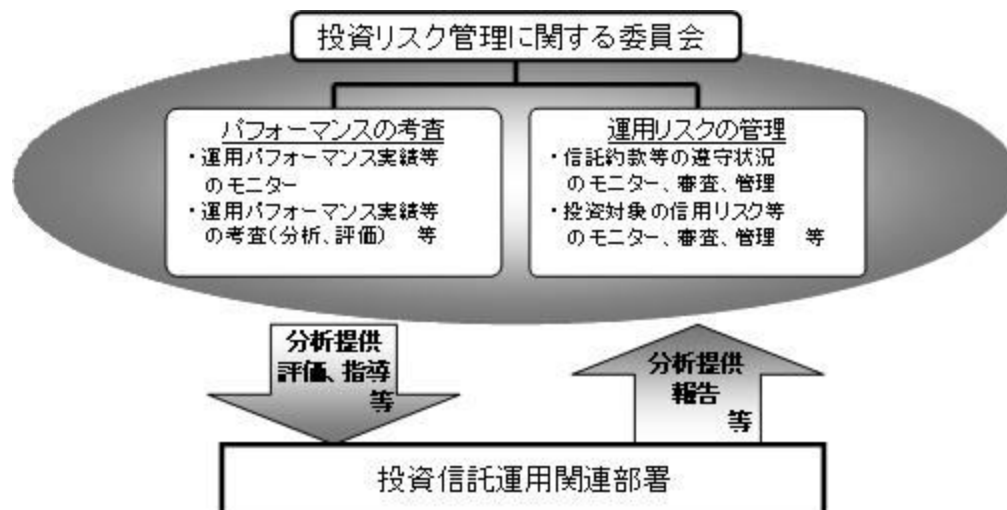 投資リスク管理に関する委員会
パフォーマンスの考査
・運用パフォーマンス実績等
のモニター
・運用パフォーマンス実績等
の考査(分析、評価) 等
運用リスクの管理
・信託約款等の遵守状況
のモニター、審査、管理
・投資対象の信用リスク等
のモニター、審査、管理 等
分析提供
評価、指導
等
分析提供
報告
等
投資信託運用関連部署